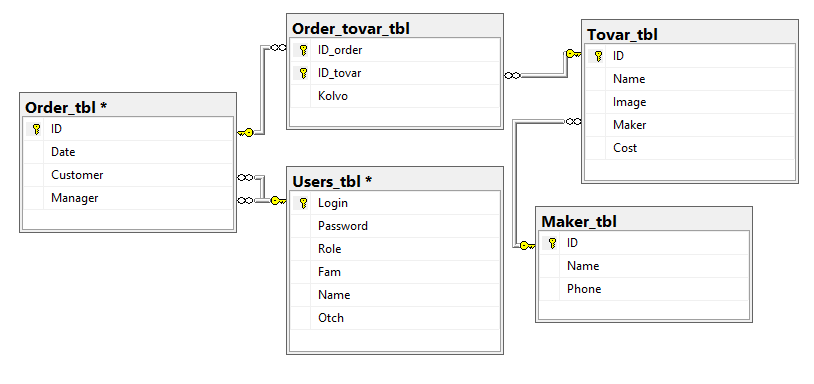 Order_tovar_tbl
ID_order
ID_tovar
Kolvo
Tovar_tbl
ID
Name
Image
Maker
Cost
Order_tbl *
ID
Date
Customer
Manager
Users_tbl *
Login
Password
Role
Fam
Name
Otch
Maker_tbl
ID
Name
Phone